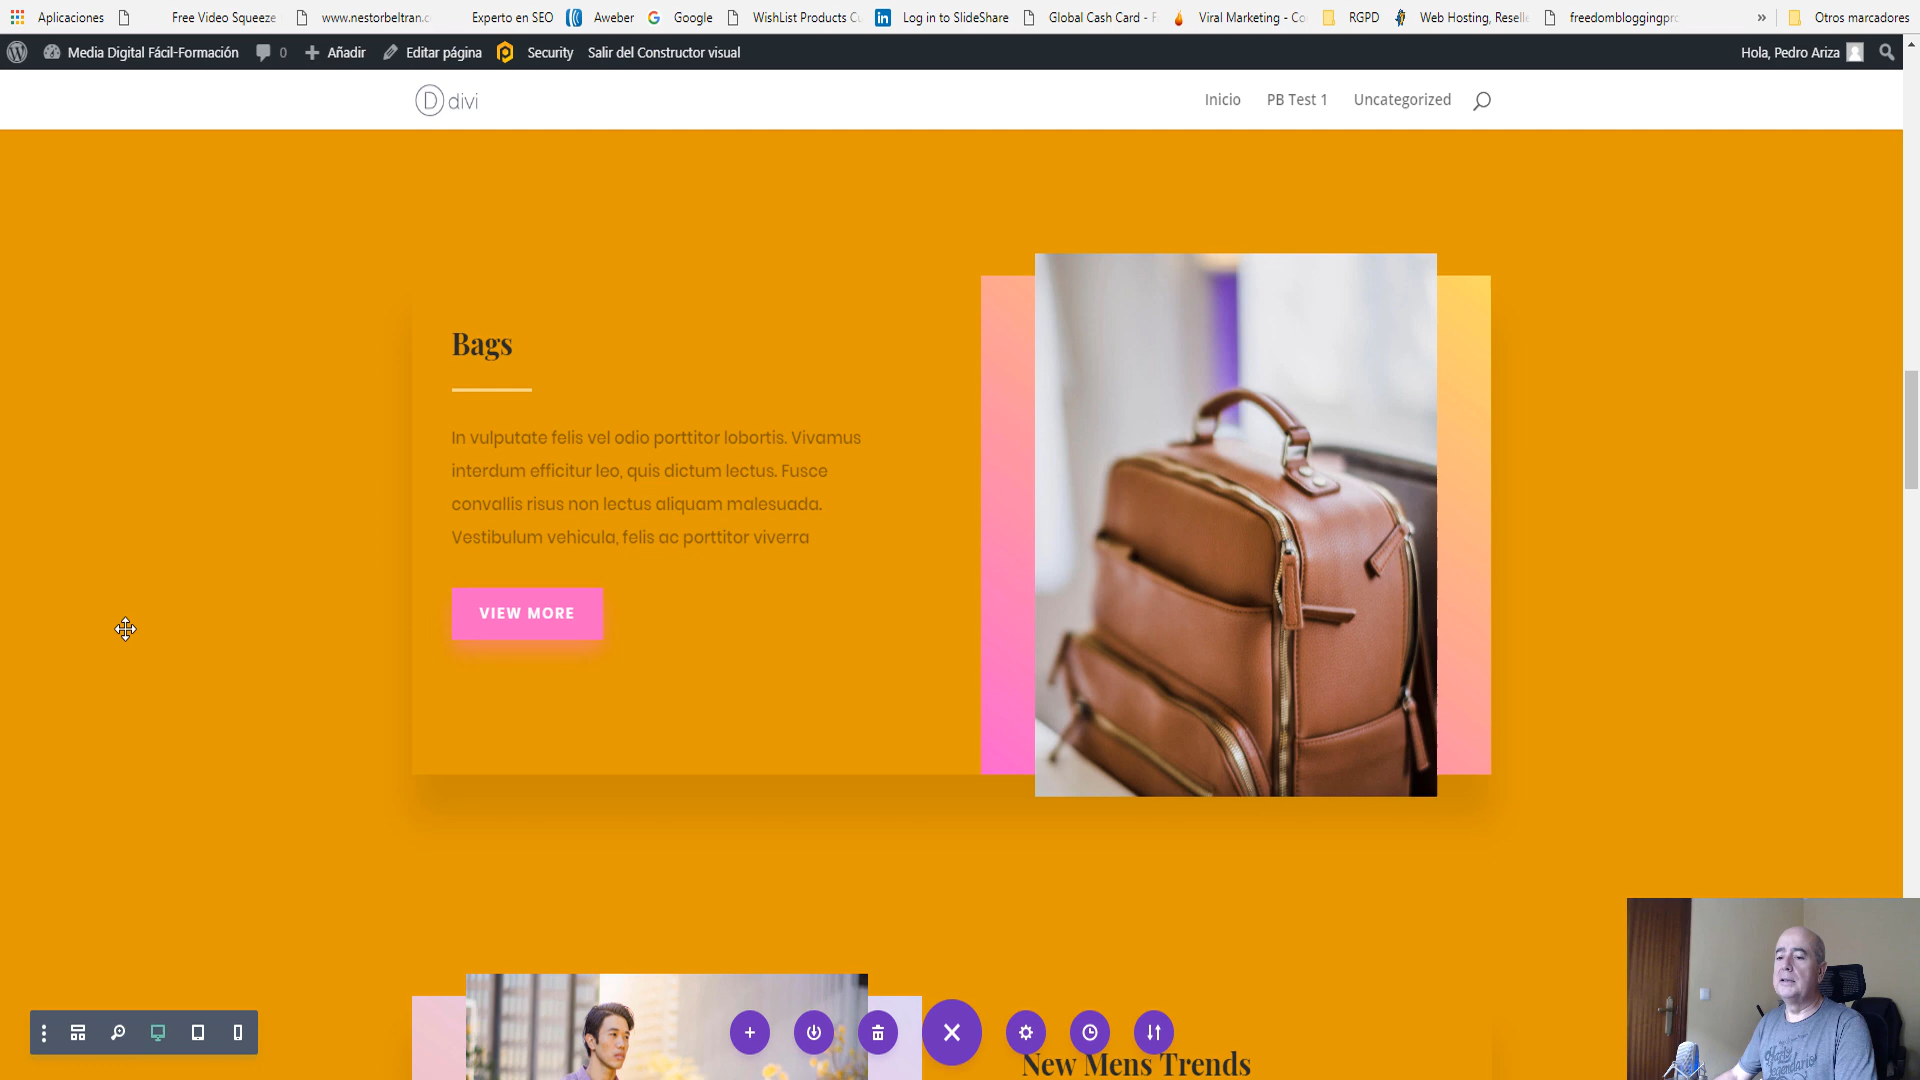 Aplicaciones Free Video Squeeze www.nestorbeltran.c Experto en SEO Aweber Google WishList Products Cu Log in to SlideShare Global Cash Card - F Viral Marketing - Co RGPD Web Hosting, Reselle freedombloggingpro » Otros marcadores
Media Digital Fácil-Formación 0 Añadir Editar página Security Salir del Constructor visual Hola, Pedro Ariza
D divi Inicio PB Test 1 Uncategorized
Bags
In vulputate felis vel odio porttitor lobortis. Vivamus
interdum efficitur leo, quis dictum lectus. Fusce
convallis risus non lectus aliquam malesuada.
Vestibulum vehicula, felis ac porttitor viverra
VIEW MORE
New Mens Trends